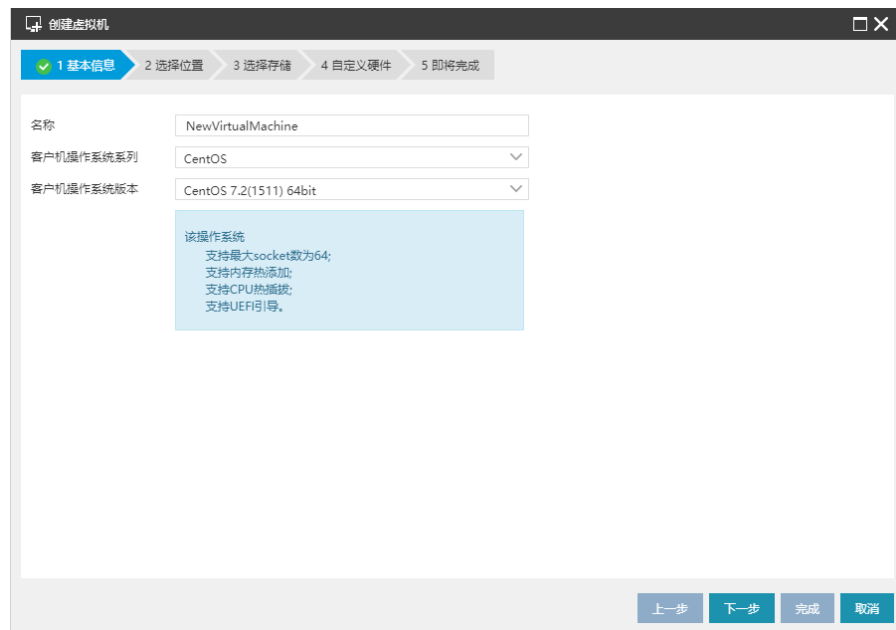 创建虚拟机
1 基本信息 2 选择位置 3 选择存储 4 自定义硬件 5 即将完成
名称 NewVirtualMachine
客户机操作系统系列 CentOS
客户机操作系统版本 CentOS 7.2(1511) 64bit
该操作系统
支持最大socket数为64;
支持内存热添加;
支持CPU热插拔;
支持UEFI引导。
上一步 下一步 完成 取消